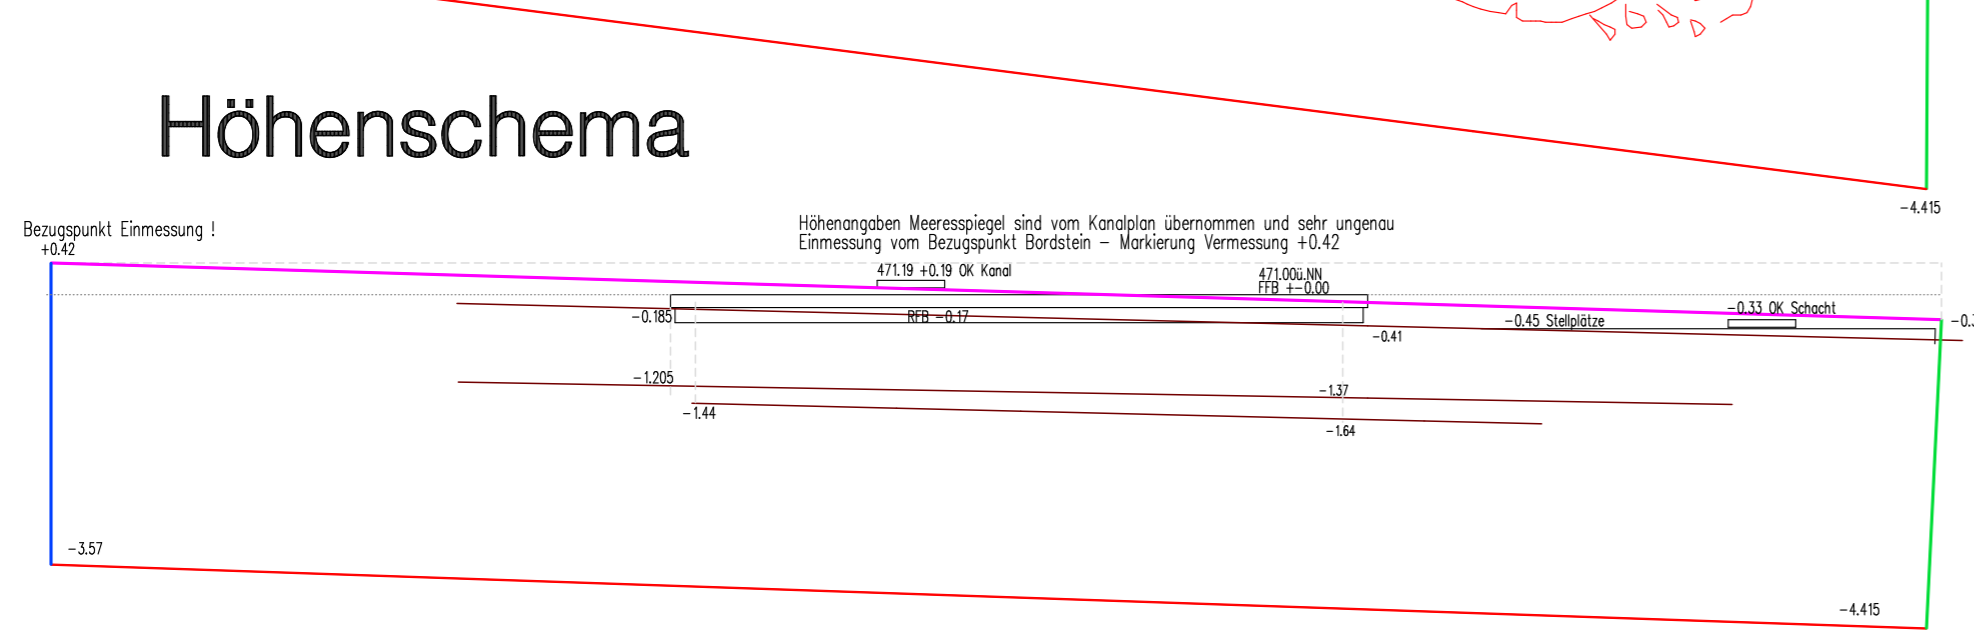 -4.415
Höhenschema
Bezugspunkt Einmessung !
+0.42
Höhenangaben Meeresspiegel sind vom Kanalplan übernommen und sehr ungenau
Einmessung vom Bezugspunkt Bordstein - Markierung Vermessung +0.42
471.19 +0.19 OK Kanal
471.00ü.NN
FFB +-0.00
-0.33 OK Schacht
-0.185
RFB -0.17
-0.45 Stellplätze
-0.41
-1.205
-1.37
-1.44
-1.64
-3.57
-4.415